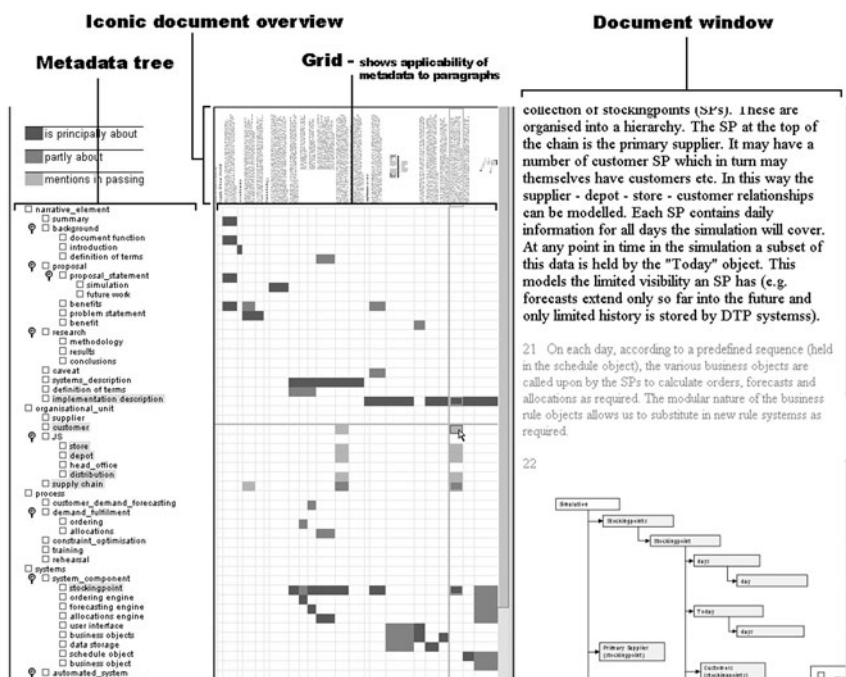 Iconic document overview
Document window
Metadata tree
Grid - shows applicability of
metadata to paragraphs
is principally about
partly about
mentions in passing
narrative_element
summary
background
document function
introduction
definition of terms
proposal
proposal_statement
simulation
future work
benefits
problem statement
benefit
research
methodology
results
conclusions
caveat
systems_description
definition of terms
implementation description
organisational_unit
supplier
customer
JS
store
depot
head_office
distribution
supply chain
process
customer_demand_forecasting
demand_fulfilment
ordering
allocations
constraint_optimisation
training
rehearsal
systems
system_component
stockingpoint
ordering engine
forecasting engine
allocations engine
user interface
business objects
data storage
schedule object
business object
automated_system
collection of stockingpoints (SPs). These are
organised into a hierarchy. The SP at the top of
the chain is the primary supplier. It may have a
number of customer SP which in turn may
themselves have customers etc. In this way the
supplier - depot - store - customer relationships
can be modelled. Each SP contains daily
information for all days the simulation will cover.
At any point in time in the simulation a subset of
this data is held by the "Today" object. This
models the limited visibility an SP has (e.g.
forecasts extend only so far into the future and
only limited history is stored by DTP systemss).
21 On each day, according to a predefined sequence (held
in the schedule object), the various business objects are
called upon by the SPs to calculate orders, forecasts and
allocations as required. The modular nature of the business
rule objects allows us to substitute in new rule systemss as
required.
22
Simulation
Stockingpoints
Stockingpoint
days
day
Today
days
Primary Supplier
(stockingpoint)
Customers
(stockingpoints)